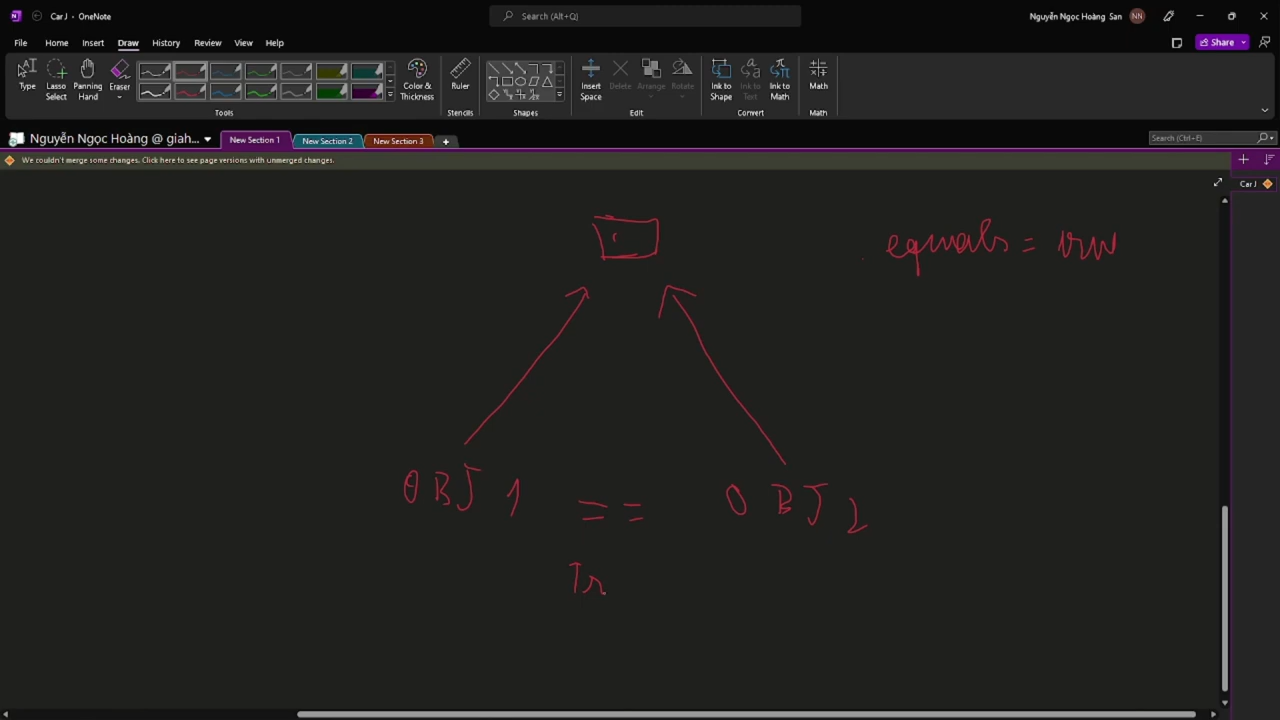 Car J - OneNote
Search (Alt+Q)
Nguyễn Ngọc Hoàng San NN
File Home Insert Draw History Review View Help
Share
Type Lasso Select Panning Hand Eraser Color & Thickness Ruler Insert Space Delete Arrange Rotate Ink to Shape Ink to Text Ink to Math Math
Tools Stencils Shapes Edit Convert Math
Nguyễn Ngọc Hoàng @ giah... New Section 1 New Section 2 New Section 3
Search (Ctrl+E)
We couldn't merge some changes. Click here to see page versions with unmerged changes.
Car J
equals =
OBJ 1 == OBJ 2
Tr